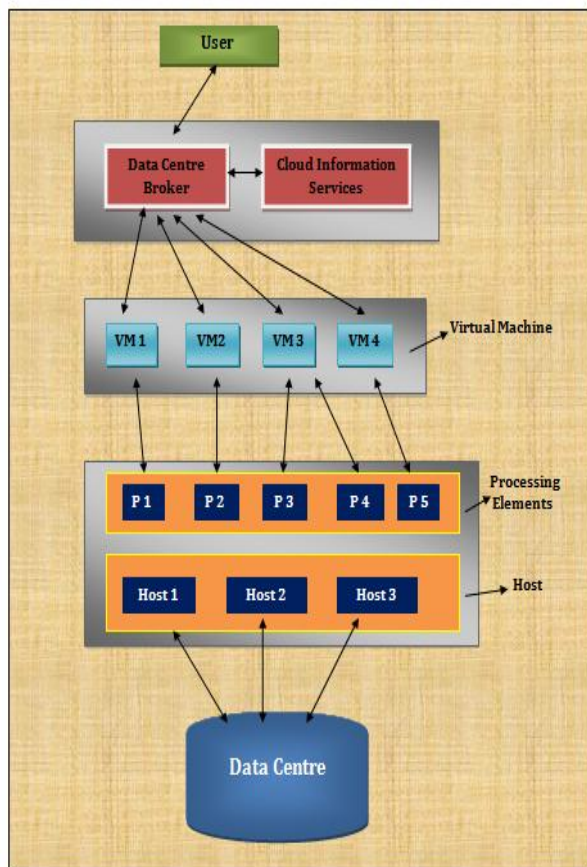 User
Data Centre
Broker
Cloud Information
Services
VM 1
VM2
VM 3
VM 4
Virtual Machine
P 1
P 2
P 3
P 4
P 5
Processing
Elements
Host 1
Host 2
Host 3
Host
Data Centre